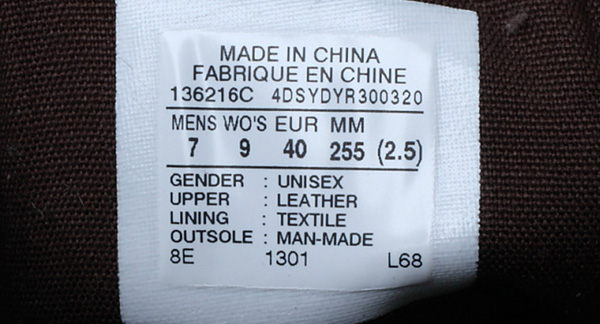 MADE IN CHINA
FABRIQUE EN CHINE
136216C 4DSYDYR300320
MENS WO'S EUR MM
7 9 40 255 (2.5)
GENDER : UNISEX
UPPER : LEATHER
LINING : TEXTILE
OUTSOLE : MAN-MADE
8E 1301 L68